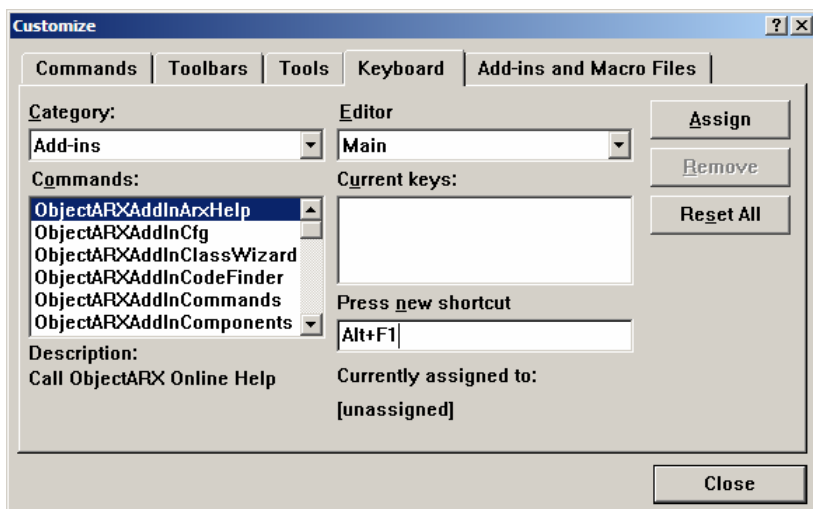 Customize
Commands
Toolbars
Tools
Keyboard
Add-ins and Macro Files
Category:
Add-ins
Commands:
ObjectARXAddInArxHelp
ObjectARXAddInCfg
ObjectARXAddInClassWizard
ObjectARXAddInCodeFinder
ObjectARXAddInCommands
ObjectARXAddInComponents
Description:
Call ObjectARX Online Help
Editor
Main
Current keys:
Press new shortcut
Alt+F1
Currently assigned to:
[unassigned]
Assign
Remove
Reset All
Close